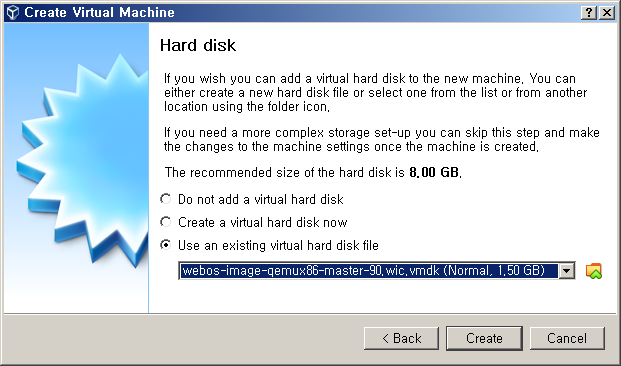 Create Virtual Machine
Hard disk
If you wish you can add a virtual hard disk to the new machine. You can
either create a new hard disk file or select one from the list or from another
location using the folder icon.
If you need a more complex storage set-up you can skip this step and make
the changes to the machine settings once the machine is created.
The recommended size of the hard disk is 8.00 GB.
Do not add a virtual hard disk
Create a virtual hard disk now
Use an existing virtual hard disk file
webos-image-qemux86-master-90.wic.vmdk (Normal, 1.50 GB)
< Back
Create
Cancel